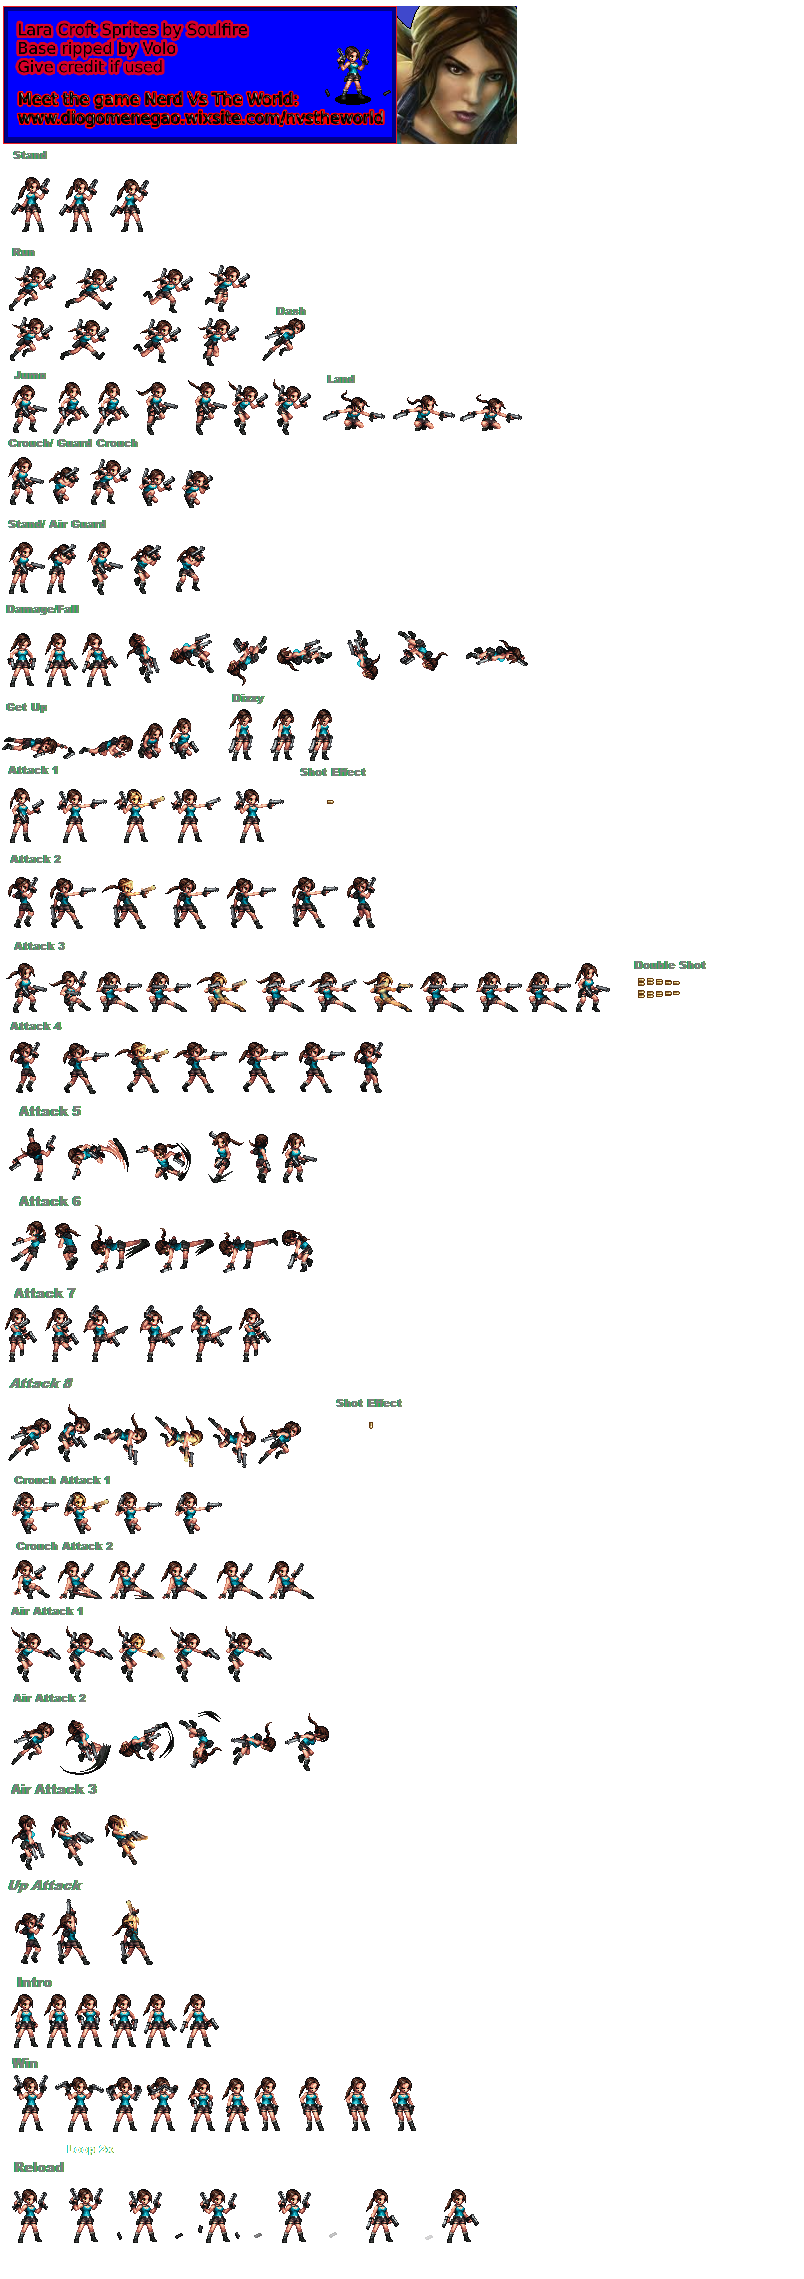 Lara Croft Sprites by Soulfire
Base ripped by Volo
Give credit if used
Meet the game Nerd Vs The World:
www.diogomenegao.wixsite.com/nvstheworld
Stand
Run
Dash
Jump
Land
Crouch/ Guard Crouch
Stand/ Air Guard
Damage/Fall
Get Up
Dizzy
Attack 1
Shot Effect
Attack 2
Attack 3
Double Shot
Attack 4
Attack 5
Attack 6
Attack 7
Attack 8
Shot Effect
Crouch Attack 1
Crouch Attack 2
Air Attack 1
Air Attack 2
Air Attack 3
Up Attack
Intro
Win
Loop 2x
Reload